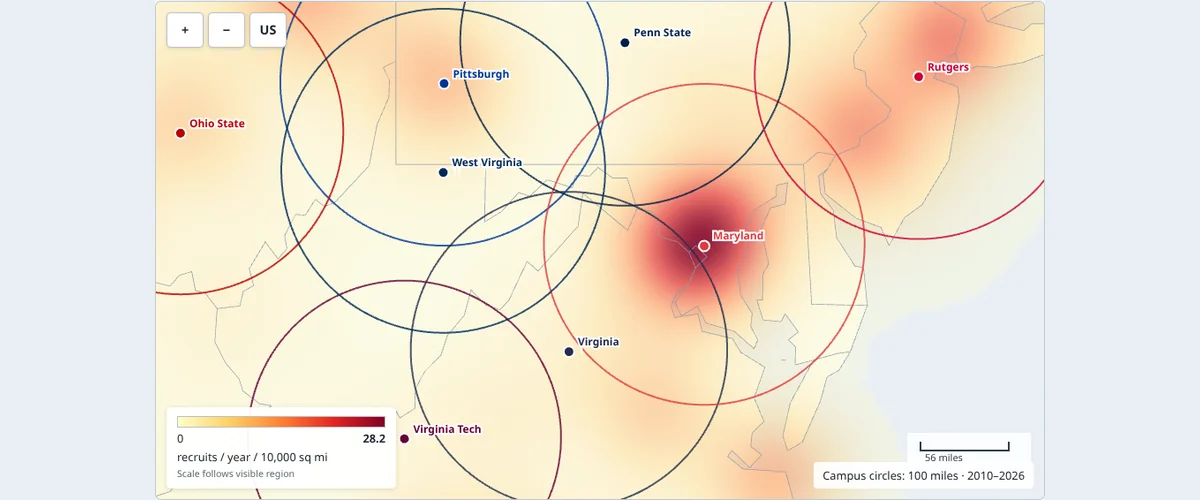 +
−
US
Penn State
Pittsburgh
Rutgers
Ohio State
West Virginia
Maryland
Virginia
Virginia Tech
0 28.2
recruits / year / 10,000 sq mi
Scale follows visible region
56 miles
Campus circles: 100 miles · 2010–2026